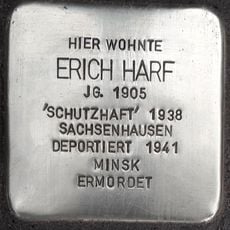 HIER WOHNTE
ERICH HARF
JG. 1905
'SCHUTZHAFT' 1938
SACHSENHAUSEN
DEPORTIERT 1941
MINSK
ERMORDET